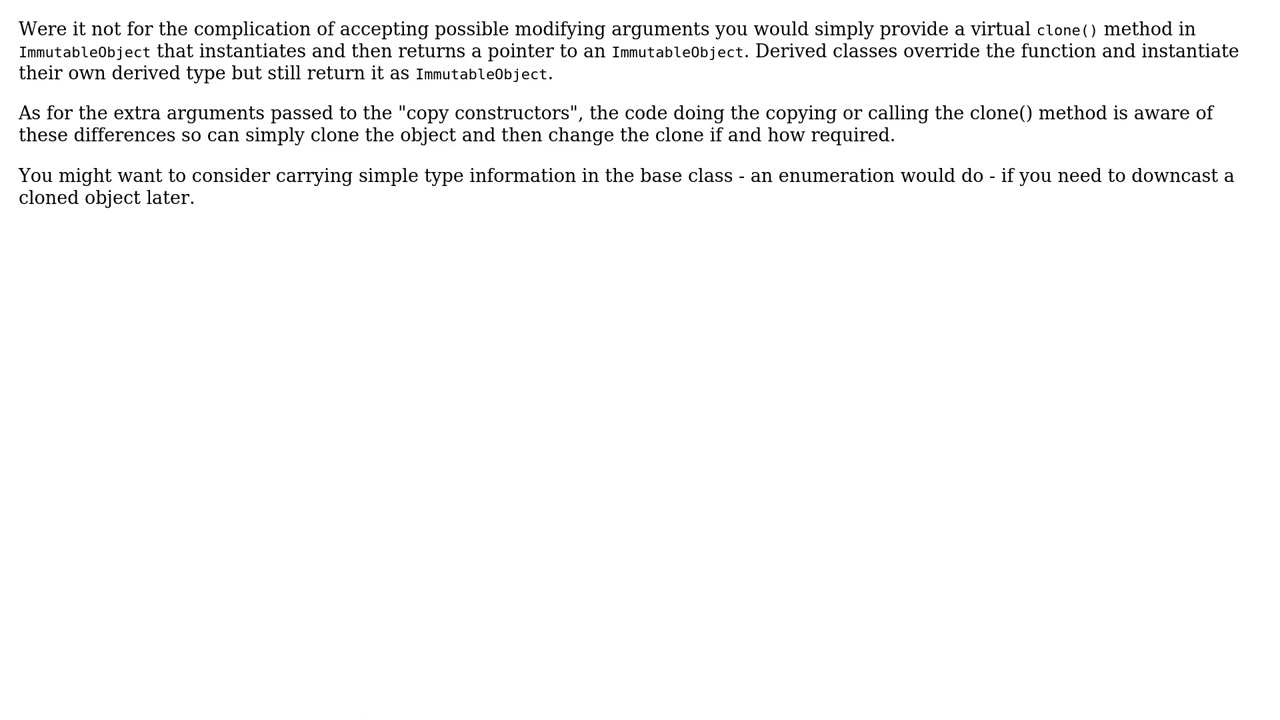 Were it not for the complication of accepting possible modifying arguments you would simply provide a virtual clone() method in
ImmutableObject that instantiates and then returns a pointer to an ImmutableObject. Derived classes override the function and instantiate
their own derived type but still return it as ImmutableObject.
As for the extra arguments passed to the "copy constructors", the code doing the copying or calling the clone() method is aware of
these differences so can simply clone the object and then change the clone if and how required.
You might want to consider carrying simple type information in the base class - an enumeration would do - if you need to downcast a
cloned object later.